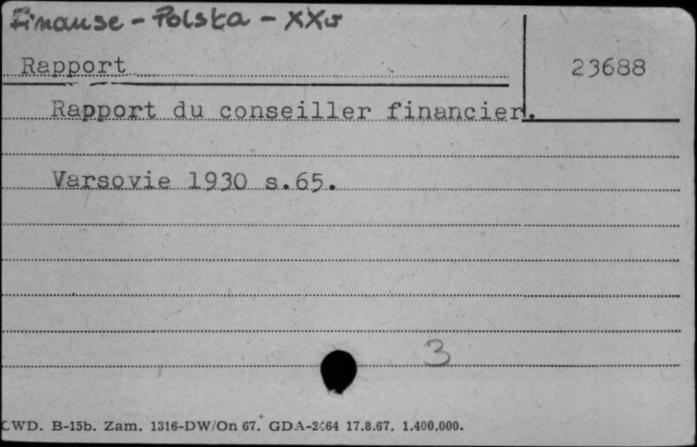 Finanse - Polska - XXw
Rapport
23688
Rapport du conseiller financier.
Varsovie 1930 s.65.
3
CWD. B-15b. Zam. 1316-DW/On 67. GDA-2464 17.8.67. 1.400.000.